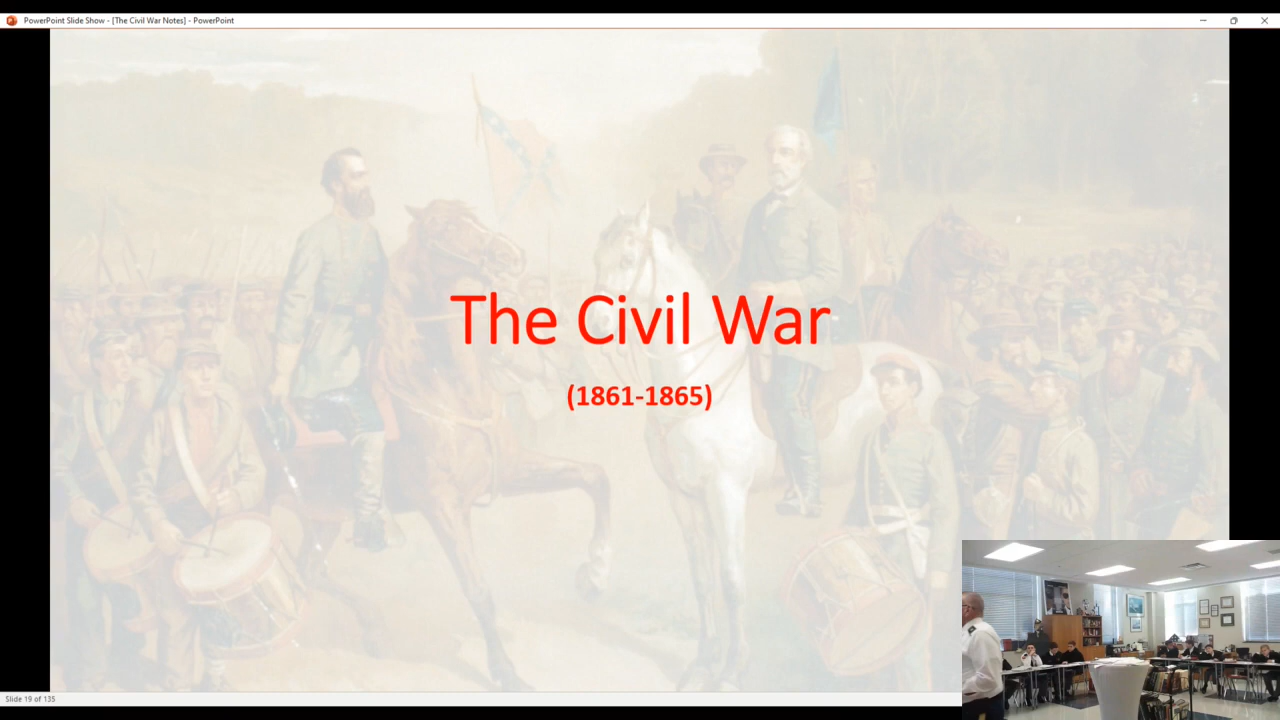 PowerPoint Slide Show - [The Civil War Notes] - PowerPoint
The Civil War
(1861-1865)
Slide 19 of 135